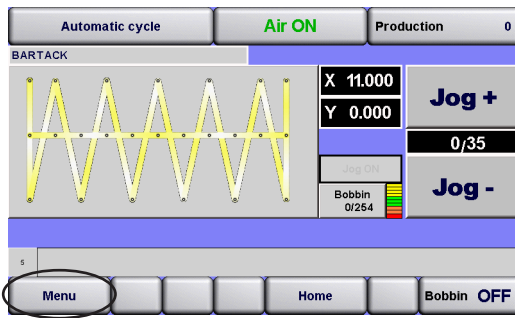 Automatic cycle
Air ON
Production 0
BARTACK
X 11.000
Y 0.000
Jog +
0/35
Jog ON
Bobbin
0/254
Jog -
5
Menu
Home
Bobbin OFF